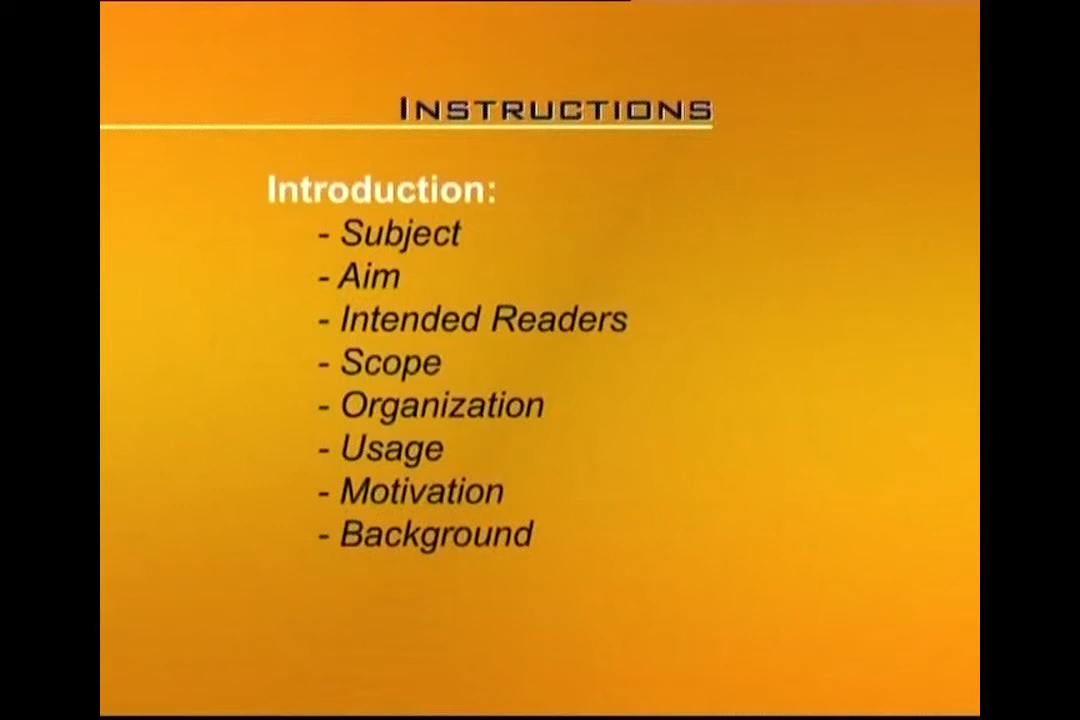 Instructions
Introduction:
- Subject
- Aim
- Intended Readers
- Scope
- Organization
- Usage
- Motivation
- Background